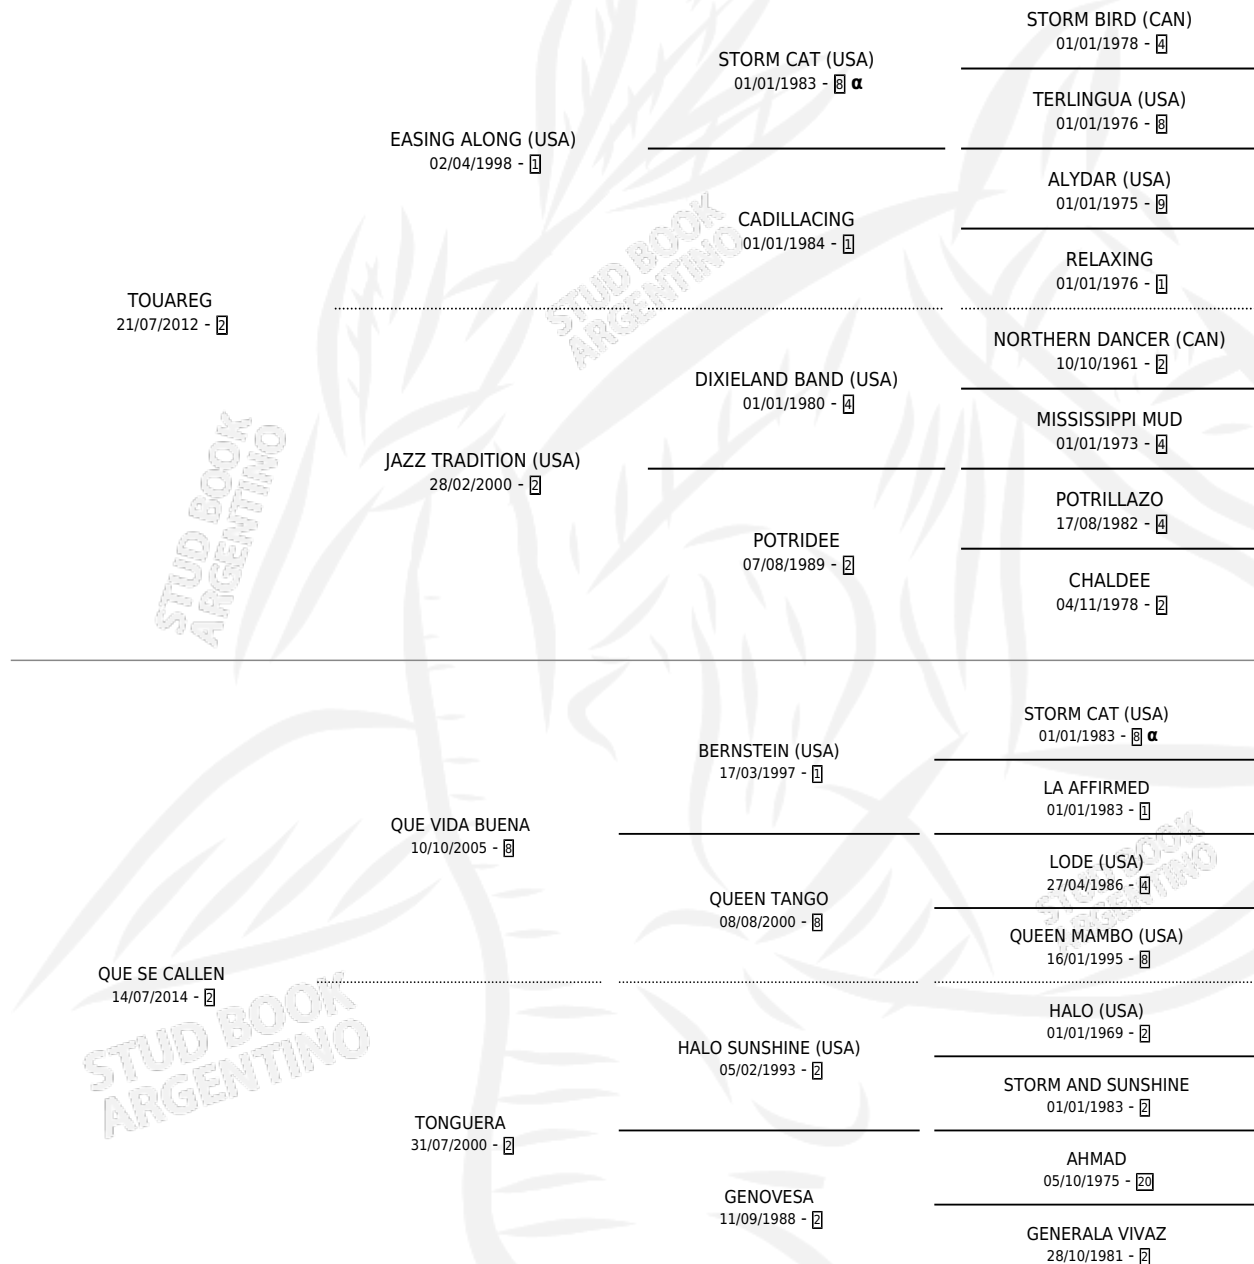 STORM BIRD (CAN)
01/01/1978 - 4
STORM CAT (USA)
01/01/1983 - 8 α
TERLINGUA (USA)
01/01/1976 - 8
EASING ALONG (USA)
02/04/1998 - 1
ALYDAR (USA)
01/01/1975 - 9
CADILLACING
01/01/1984 - 1
RELAXING
01/01/1976 - 1
TOUAREG
21/07/2012 - 2
NORTHERN DANCER (CAN)
10/10/1961 - 2
DIXIELAND BAND (USA)
01/01/1980 - 4
MISSISSIPPI MUD
01/01/1973 - 4
JAZZ TRADITION (USA)
28/02/2000 - 2
POTRILLAZO
17/08/1982 - 4
POTRIDEE
07/08/1989 - 2
CHALDEE
04/11/1978 - 2
STORM CAT (USA)
01/01/1983 - 8 α
BERNSTEIN (USA)
17/03/1997 - 1
LA AFFIRMED
01/01/1983 - 1
QUE VIDA BUENA
10/10/2005 - 8
LODE (USA)
27/04/1986 - 4
QUEEN TANGO
08/08/2000 - 8
QUEEN MAMBO (USA)
16/01/1995 - 8
QUE SE CALLEN
14/07/2014 - 2
HALO (USA)
01/01/1969 - 2
HALO SUNSHINE (USA)
05/02/1993 - 2
STORM AND SUNSHINE
01/01/1983 - 2
TONGUERA
31/07/2000 - 2
AHMAD
05/10/1975 - 20
GENOVESA
11/09/1988 - 2
GENERALA VIVAZ
28/10/1981 - 2
STUD BOOK
ARGENTINO
STUD BOOK
ARGENTINO
STUD BOOK
ARGENTINO
STUD BOOK
ARGENTINO